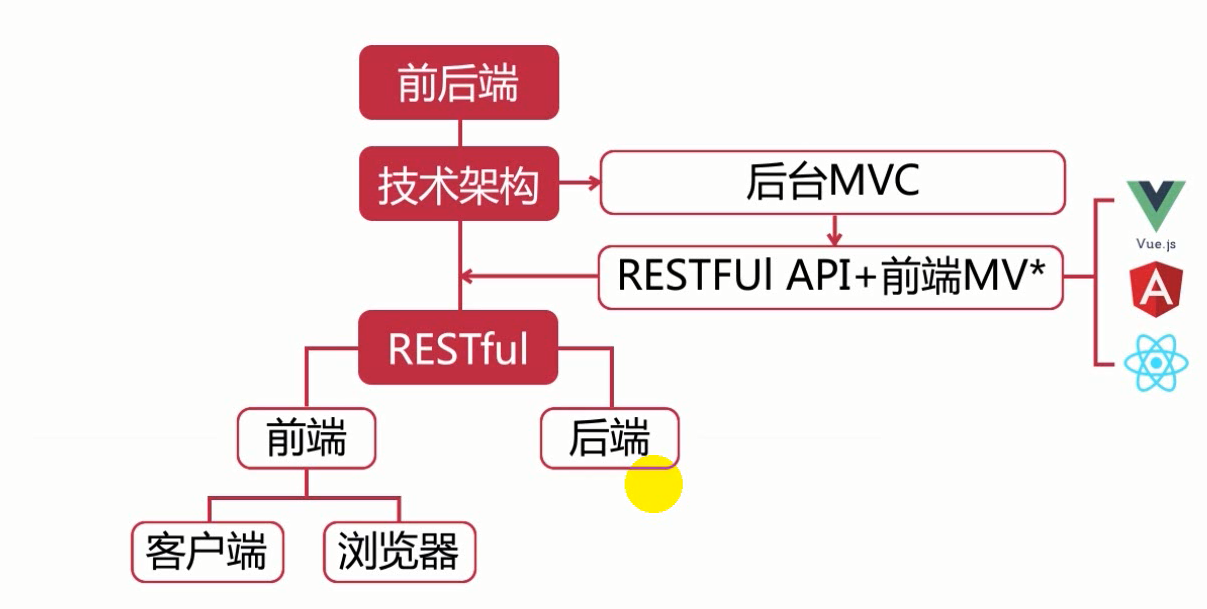 前后端
技术架构
后台MVC
Vue.js
RESTFUl API+前端MV*
A
RESTful
前端
后端
客户端
浏览器